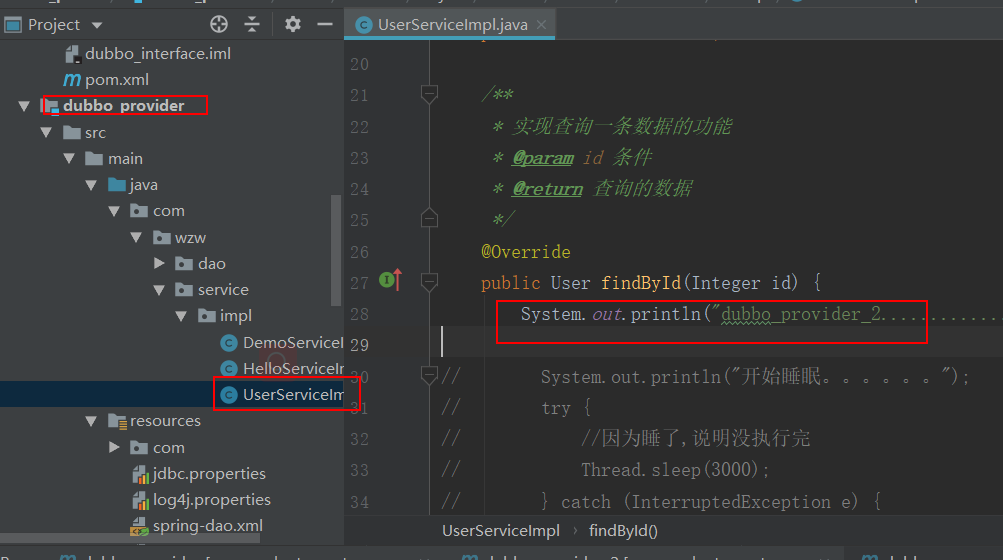 Project
dubbo_interface.iml
pom.xml
dubbo_provider
src
main
java
com
wzw
dao
service
impl
DemoServiceI
HelloServiceIm
UserServiceIm
resources
com
jdbc.properties
log4j.properties
spring-dao.xml
UserServiceImpl.java
20
21 /**
22 * 实现查询一条数据的功能
23 * @param id 条件
24 * @return 查询的数据
25 */
26 @Override
27 public User findById(Integer id) {
28 System.out.println("dubbo_provider_2.............
29
30 // System.out.println("开始睡眠。。。。。。");
31 // try {
32 // //因为睡了,说明没执行完
33 // Thread.sleep(3000);
34 // } catch (InterruptedException e) {
UserServiceImpl › findById()